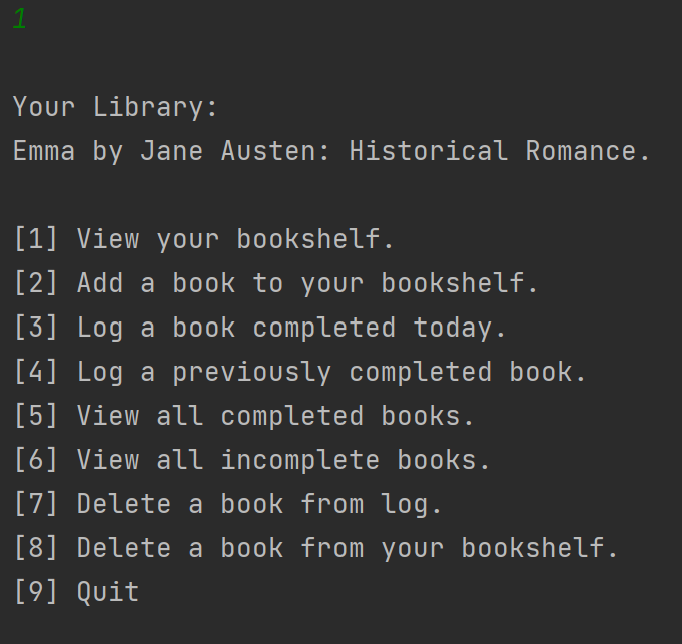 1
Your Library:
Emma by Jane Austen: Historical Romance.
[1] View your bookshelf.
[2] Add a book to your bookshelf.
[3] Log a book completed today.
[4] Log a previously completed book.
[5] View all completed books.
[6] View all incomplete books.
[7] Delete a book from log.
[8] Delete a book from your bookshelf.
[9] Quit